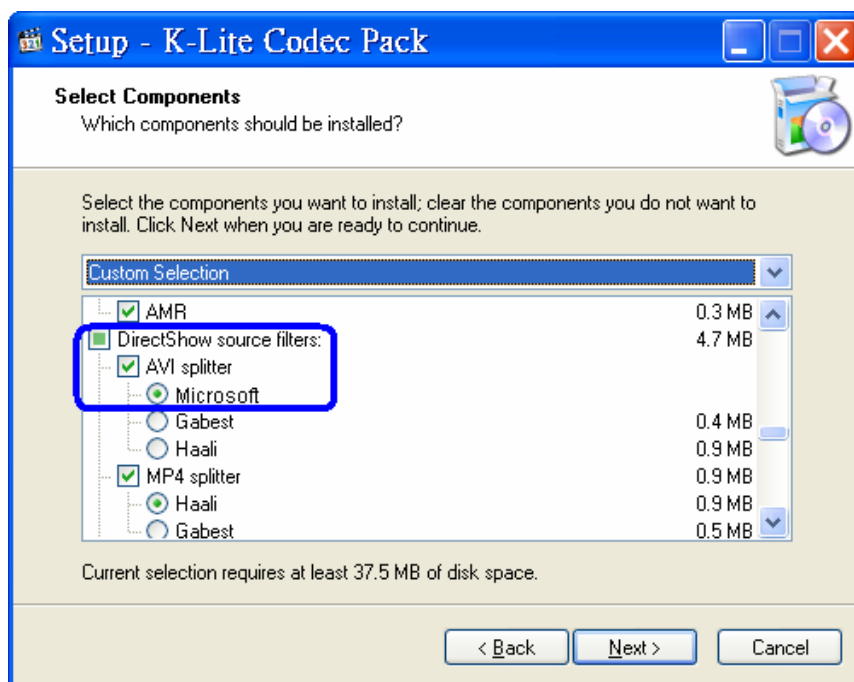 Setup - K-Lite Codec Pack
Select Components
Which components should be installed?
Select the components you want to install; clear the components you do not want to
install. Click Next when you are ready to continue.
Custom Selection
AMR 0.3 MB
DirectShow source filters: 4.7 MB
AVI splitter
Microsoft
Gabest 0.4 MB
Haali 0.9 MB
MP4 splitter 0.9 MB
Haali 0.9 MB
Gabest 0.5 MB
Current selection requires at least 37.5 MB of disk space.
< Back Next > Cancel